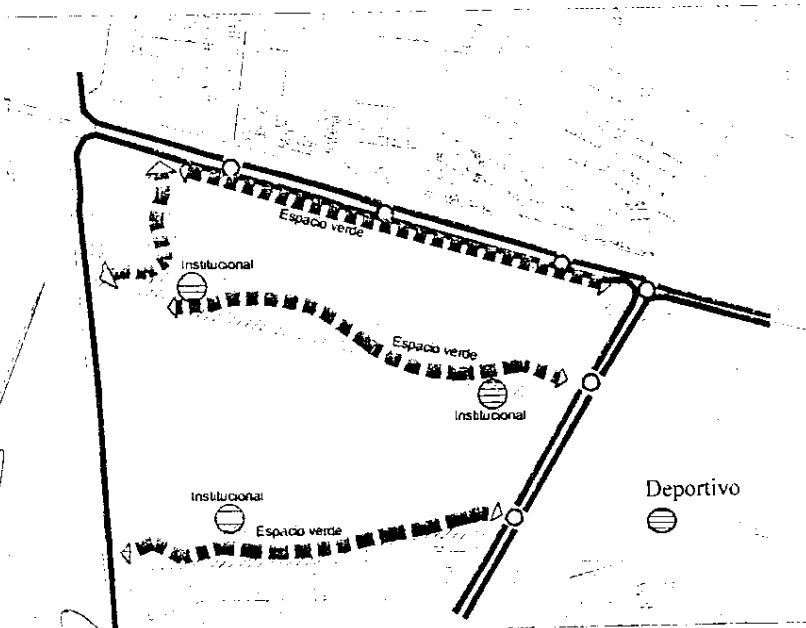 Espacio verde
Institucional
Espacio verde
Institucional
Institucional
Espacio verde
Deportivo